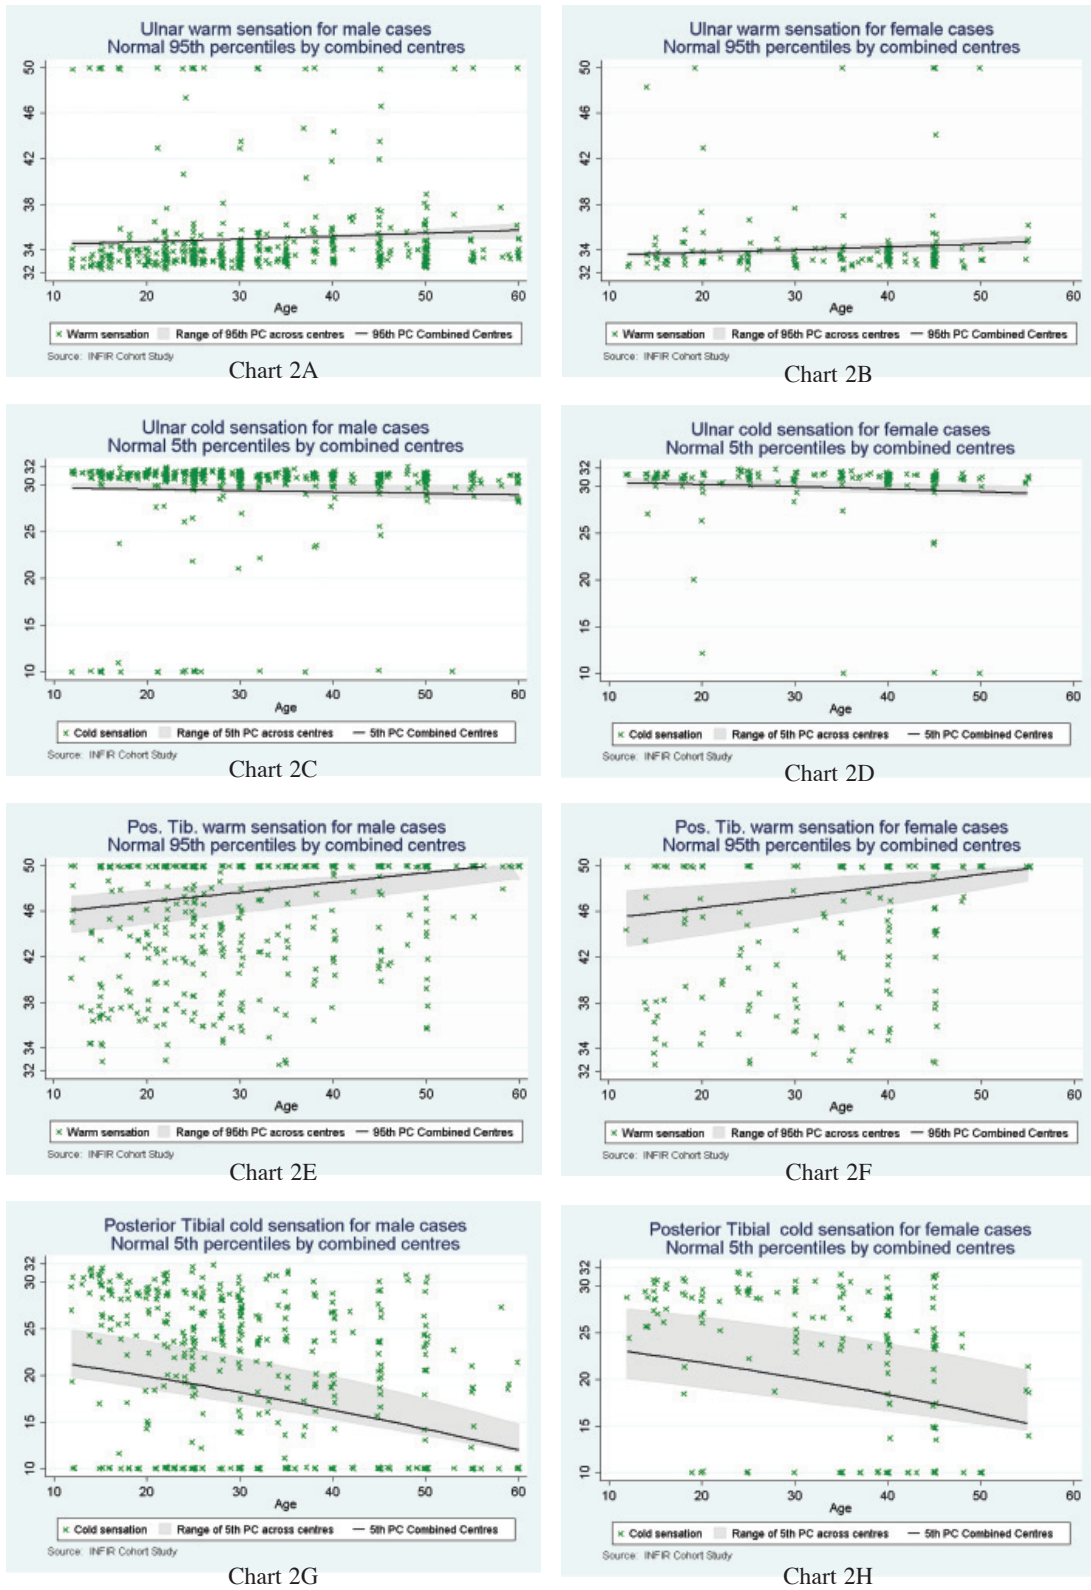 Ulnar warm sensation for male cases
Normal 95th percentiles by combined centres
50
46
42
38
34
32
10 20 30 40 50 60
Age
× Warm sensation Range of 95th PC across centres — 95th PC Combined Centres
Source: INFIR Cohort Study
Chart 2A
Ulnar warm sensation for female cases
Normal 95th percentiles by combined centres
50
46
42
38
34
32
10 20 30 40 50 60
Age
× Warm sensation Range of 95th PC across centres — 95th PC Combined Centres
Source: INFIR Cohort Study
Chart 2B
Ulnar cold sensation for male cases
Normal 5th percentiles by combined centres
32
30
25
20
15
10
10 20 30 40 50 60
Age
× Cold sensation Range of 5th PC across centres — 5th PC Combined Centres
Source: INFIR Cohort Study
Chart 2C
Ulnar cold sensation for female cases
Normal 5th percentiles by combined centres
32
30
25
20
15
10
10 20 30 40 50 60
Age
× Cold sensation Range of 5th PC across centres — 5th PC Combined Centres
Source: INFIR Cohort Study
Chart 2D
Pos. Tib. warm sensation for male cases
Normal 95th percentiles by combined centres
50
46
42
38
34
32
10 20 30 40 50 60
Age
× Warm sensation Range of 95th PC across centres — 95th PC Combined Centres
Source: INFIR Cohort Study
Chart 2E
Pos. Tib. warm sensation for female cases
Normal 95th percentiles by combined centres
50
46
42
38
34
32
10 20 30 40 50 60
Age
× Warm sensation Range of 95th PC across centres — 95th PC Combined Centres
Source: INFIR Cohort Study
Chart 2F
Posterior Tibial cold sensation for male cases
Normal 5th percentiles by combined centres
32
30
25
20
15
10
10 20 30 40 50 60
Age
× Cold sensation Range of 5th PC across centres — 5th PC Combined Centres
Source: INFIR Cohort Study
Chart 2G
Posterior Tibial cold sensation for female cases
Normal 5th percentiles by combined centres
32
30
25
20
15
10
10 20 30 40 50 60
Age
× Cold sensation Range of 5th PC across centres — 5th PC Combined Centres
Source: INFIR Cohort Study
Chart 2H